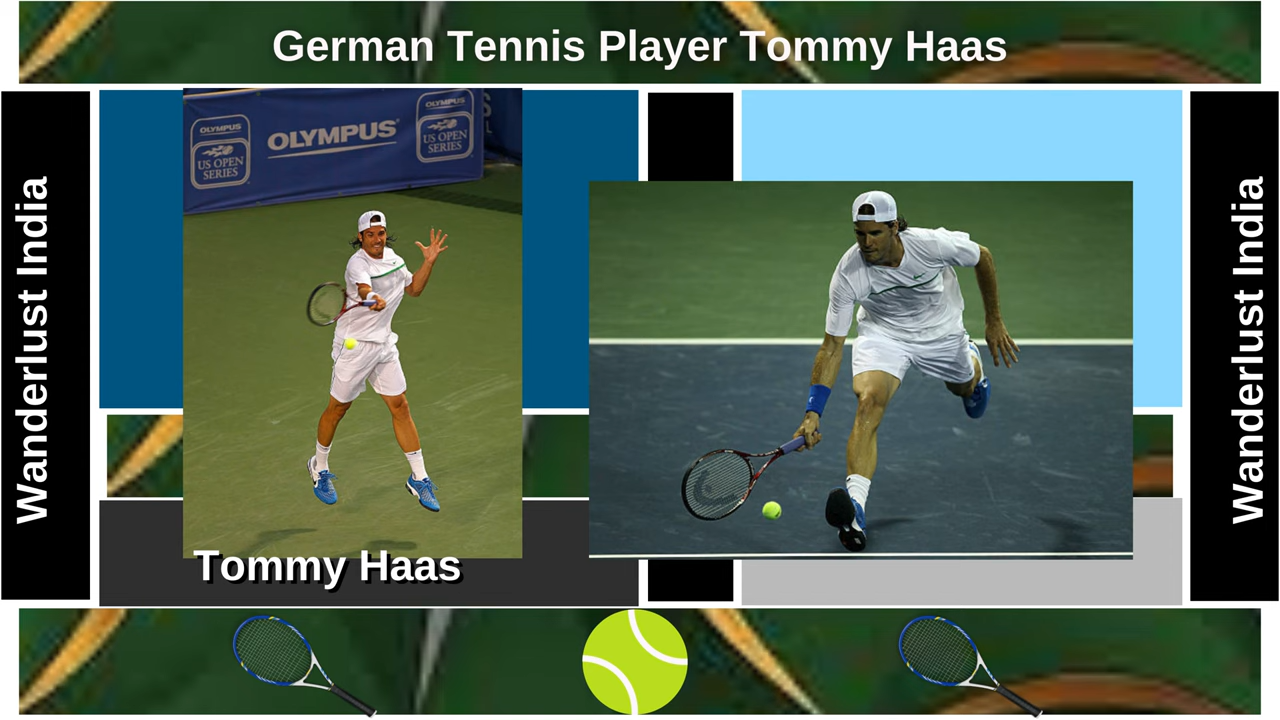 German Tennis Player Tommy Haas
Wanderlust India
OLYMPUS
US OPEN
SERIES
OLYMPUS
OLYMPUS
US OPEN
SERIES
Wanderlust India
Tommy Haas